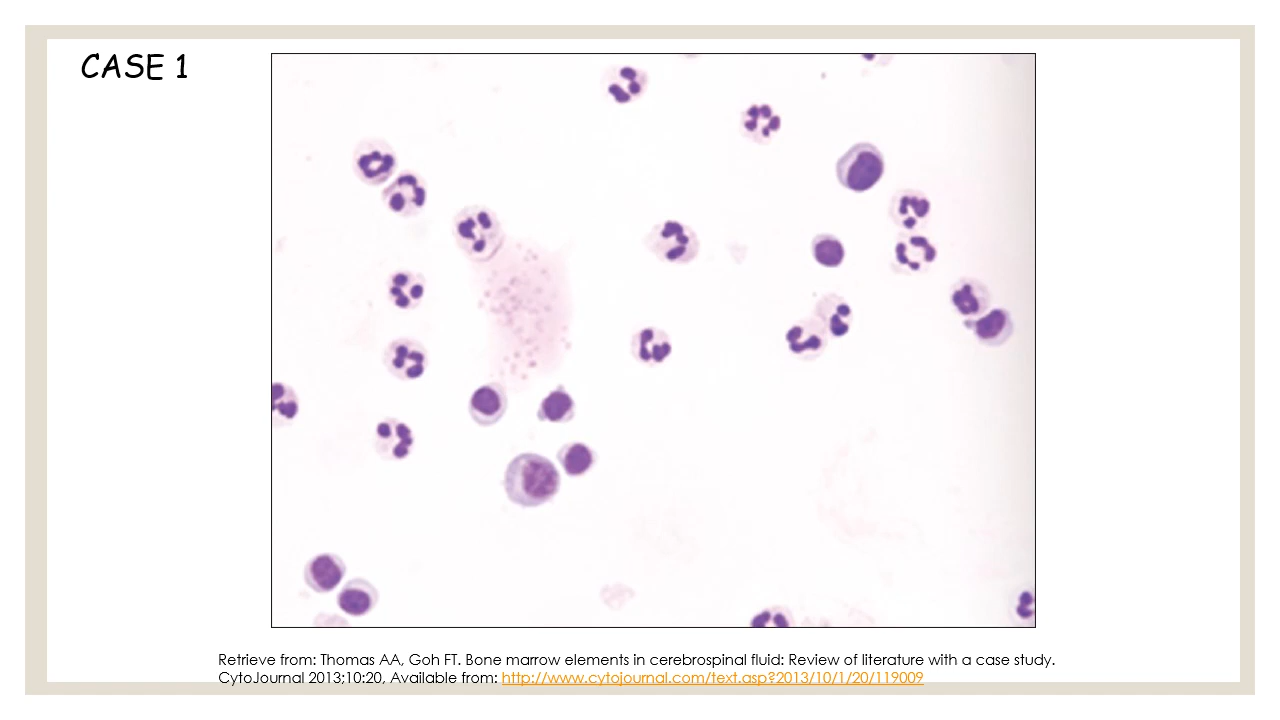 CASE 1
Retrieve from: Thomas AA, Goh FT. Bone marrow elements in cerebrospinal fluid: Review of literature with a case study.
CytoJournal 2013;10:20, Available from: http://www.cytojournal.com/text.asp?2013/10/1/20/119009